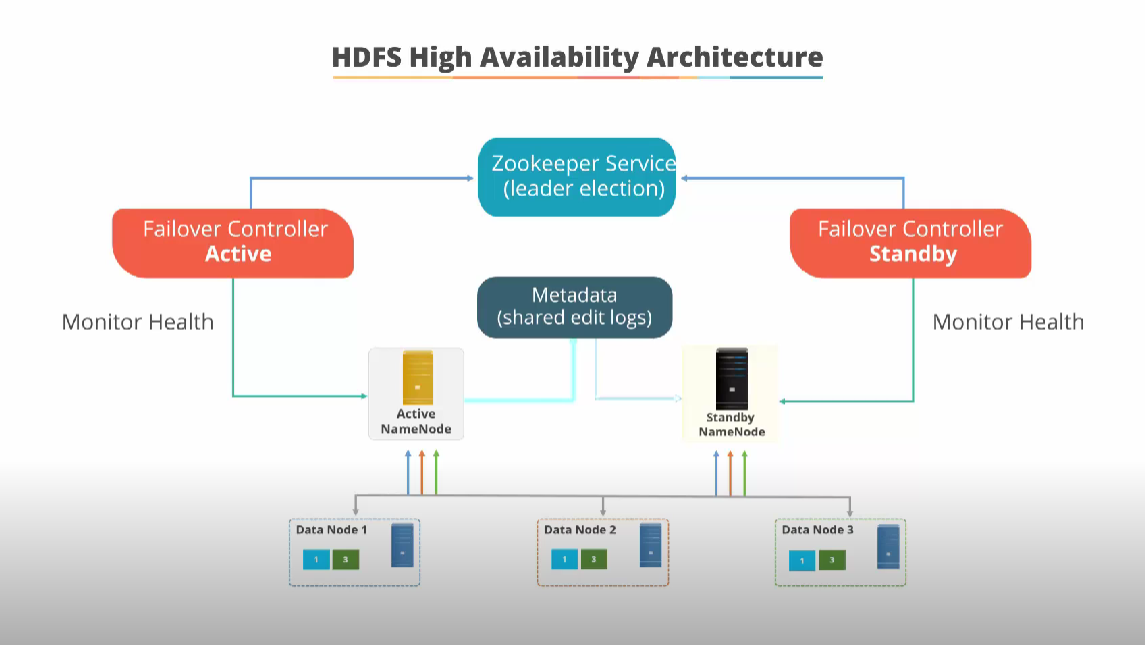 HDFS High Availability Architecture
Zookeeper Service
(leader election)
Failover Controller
Active
Failover Controller
Standby
Monitor Health
Metadata
(shared edit logs)
Monitor Health
Active
NameNode
Standby
NameNode
Data Node 1
1 3
Data Node 2
1 3
Data Node 3
1 3